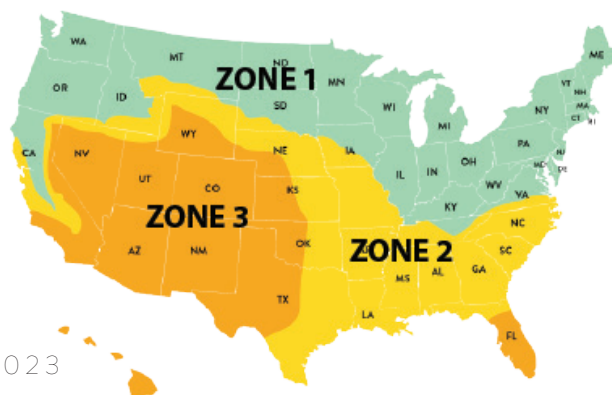 WA
MT
ND
MN
ME
OR
ID
ZONE 1
SD
WI
MI
VT
NH
NY
MA
CT
RI
CA
NV
WY
NE
IA
IL
IN
OH
PA
NJ
MD
DE
UT
CO
KS
WV
VA
KY
ZONE 3
NC
AZ
NM
OK
ZONE 2
SC
MS
AL
GA
TX
LA
FL
023